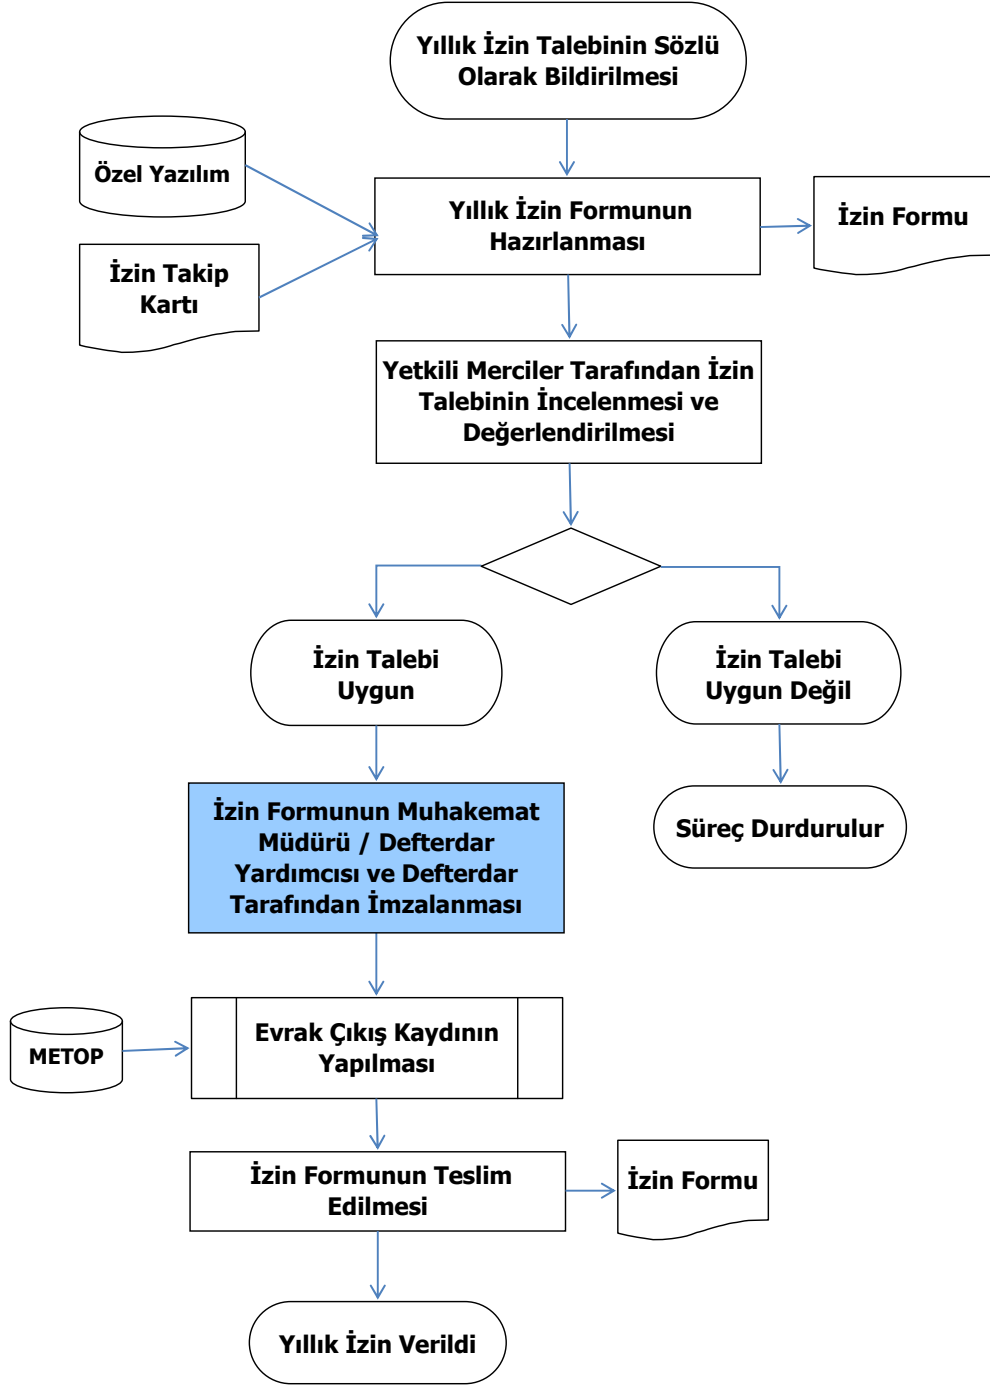 Yıllık İzin Talebinin Sözlü
Olarak Bildirilmesi
Özel Yazılım
Yıllık İzin Formunun
Hazırlanması
İzin Formu
İzin Takip
Kartı
Yetkili Merciler Tarafından İzin
Talebinin İncelenmesi ve
Değerlendirilmesi
İzin Talebi
Uygun
İzin Talebi
Uygun Değil
İzin Formunun Muhakemat
Müdürü / Defterdar
Yardımcısı ve Defterdar
Tarafından İmzalanması
Süreç Durdurulur
METOP
Evrak Çıkış Kaydının
Yapılması
İzin Formunun Teslim
Edilmesi
İzin Formu
Yıllık İzin Verildi